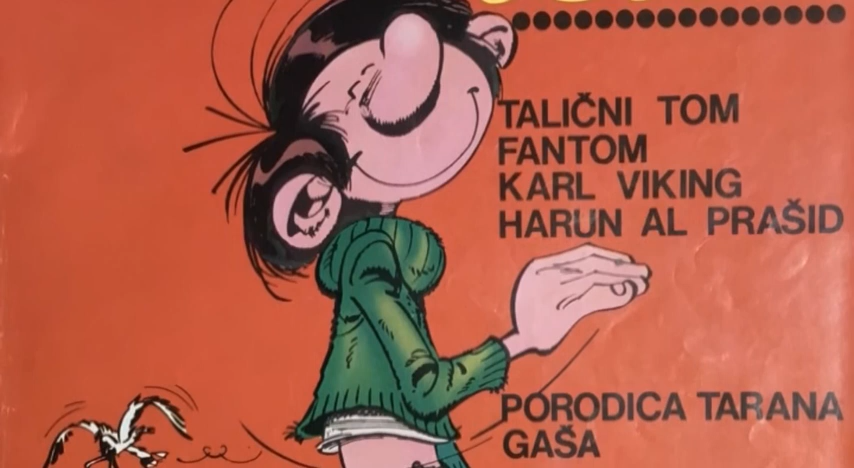 TALIČNI TOM
FANTOM
KARL VIKING
HARUN AL PRAŠID
PORODICA TARANA
GAŠA